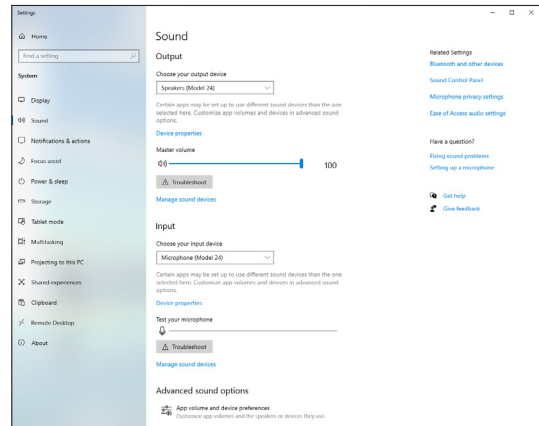 Settings
Home
Find a setting
System
Display
Sound
Notifications & actions
Focus assist
Power & sleep
Storage
Tablet mode
Multitasking
Projecting to this PC
Shared experiences
Clipboard
Remote Desktop
About
Sound
Output
Choose your output device
Speakers (Model 24)
Certain apps may be set up to use different sound devices than the one
selected here. Customize app volumes and devices in advanced sound
options.
Device properties
Master volume
100
Troubleshoot
Manage sound devices
Input
Choose your input device
Microphone (Model 24)
Certain apps may be set up to use different sound devices than the one
selected here. Customize app volumes and devices in advanced sound
options.
Device properties
Test your microphone
Troubleshoot
Manage sound devices
Advanced sound options
App volume and device preferences
Customize app volumes and the speakers or devices they use.
Related Settings
Bluetooth and other devices
Sound Control Panel
Microphone privacy settings
Ease of Access audio settings
Have a question?
Fixing sound problems
Setting up a microphone
Get help
Give feedback